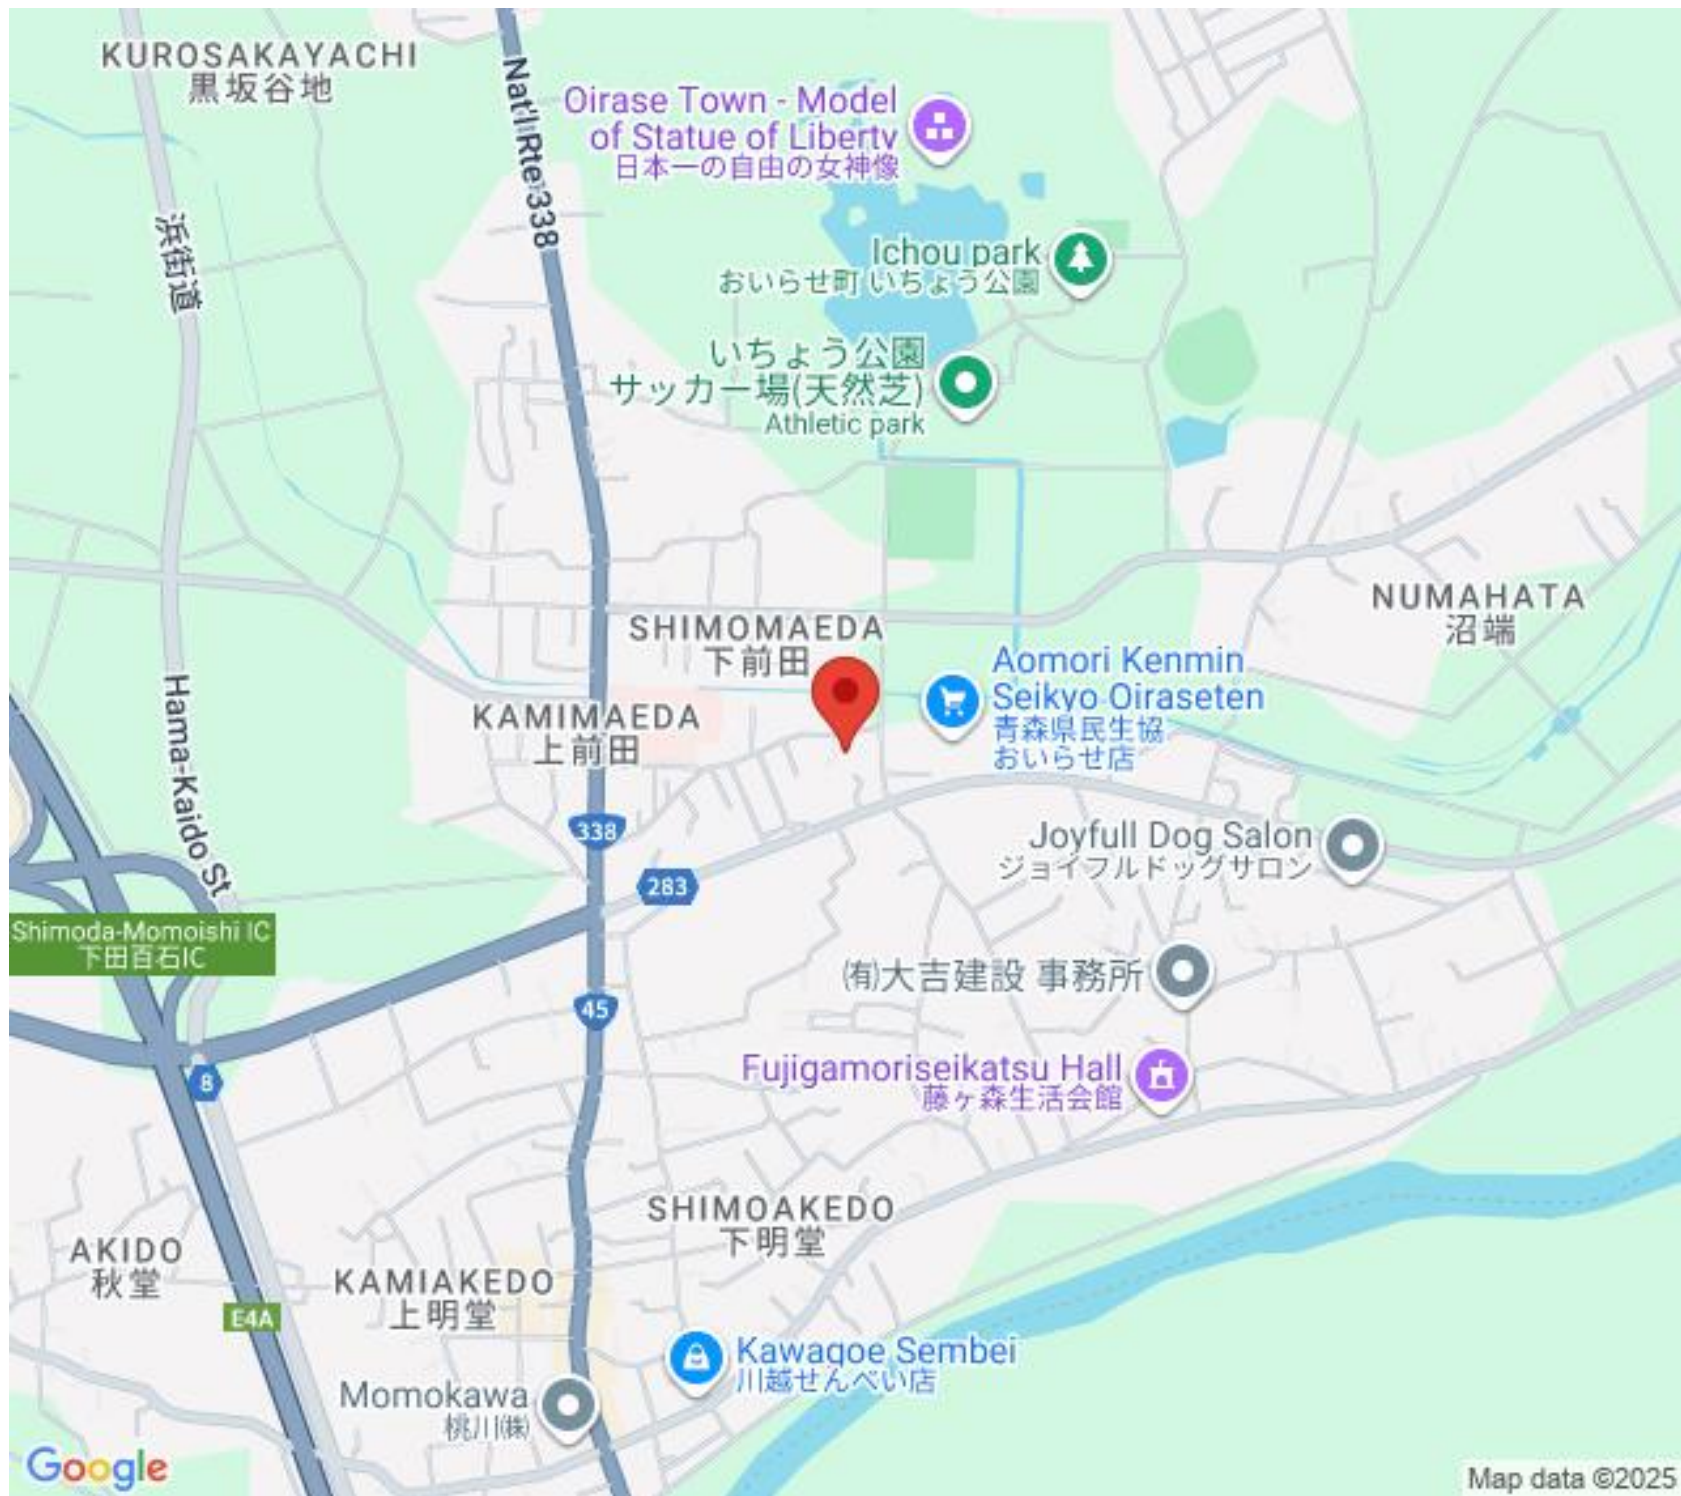 KUROSAKAYACHI
黒坂谷地
Nat'l Rte 338
Oirase Town - Model
of Statue of Liberty
日本一の自由の女神像
浜街道
Ichou park
おいらせ町 いちょう公園
いちょう公園
サッカー場(天然芝)
Athletic park
NUMAHATA
沼端
SHIMOMAEDA
下前田
Aomori Kenmin
Seikyo Oiraseten
青森県民生協
おいらせ店
KAMIMAEDA
上前田
Hama-Kaido St
338
Joyfull Dog Salon
ジョイフルドッグサロン
283
Shimoda-Momoishi IC
下田百石IC
㈲大吉建設 事務所
45
Fujigamoriseikatsu Hall
藤ヶ森生活会館
8
SHIMOAKEDO
下明堂
AKIDO
秋堂
KAMIAKEDO
上明堂
E4A
Kawagoe Sembei
川越せんべい店
Momokawa
桃川㈱
Google
Map data ©2025